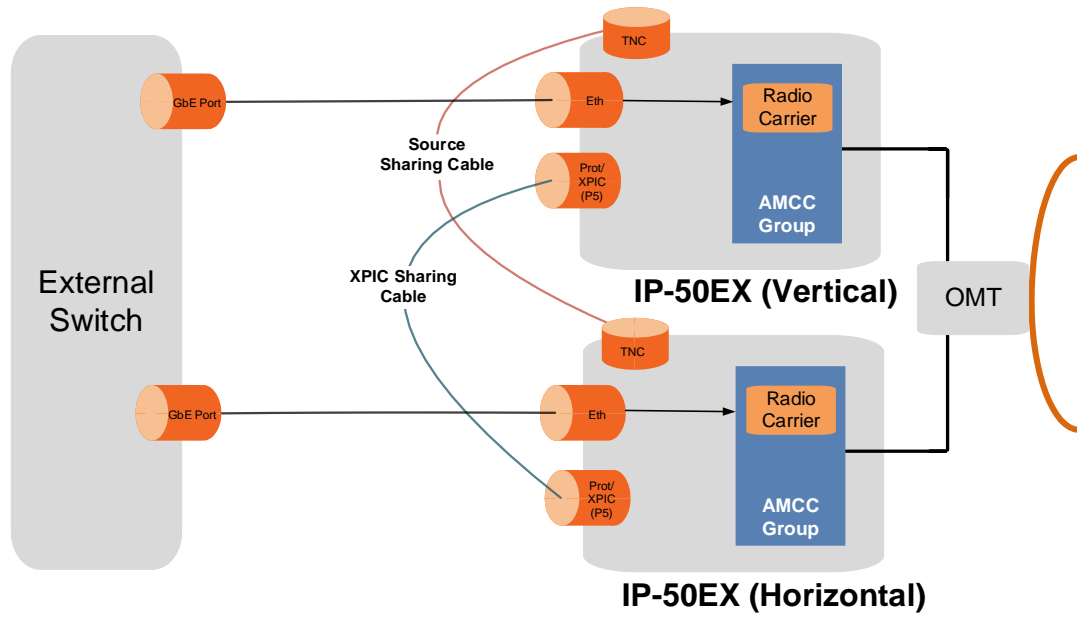 TNC
GbE Port
Eth
Radio
Carrier
Source
Sharing Cable
Prot/
XPIC
(P5)
AMCC
Group
XPIC Sharing
Cable
External
Switch
IP-50EX (Vertical)
OMT
TNC
GbE Port
Eth
Radio
Carrier
Prot/
XPIC
(P5)
AMCC
Group
IP-50EX (Horizontal)